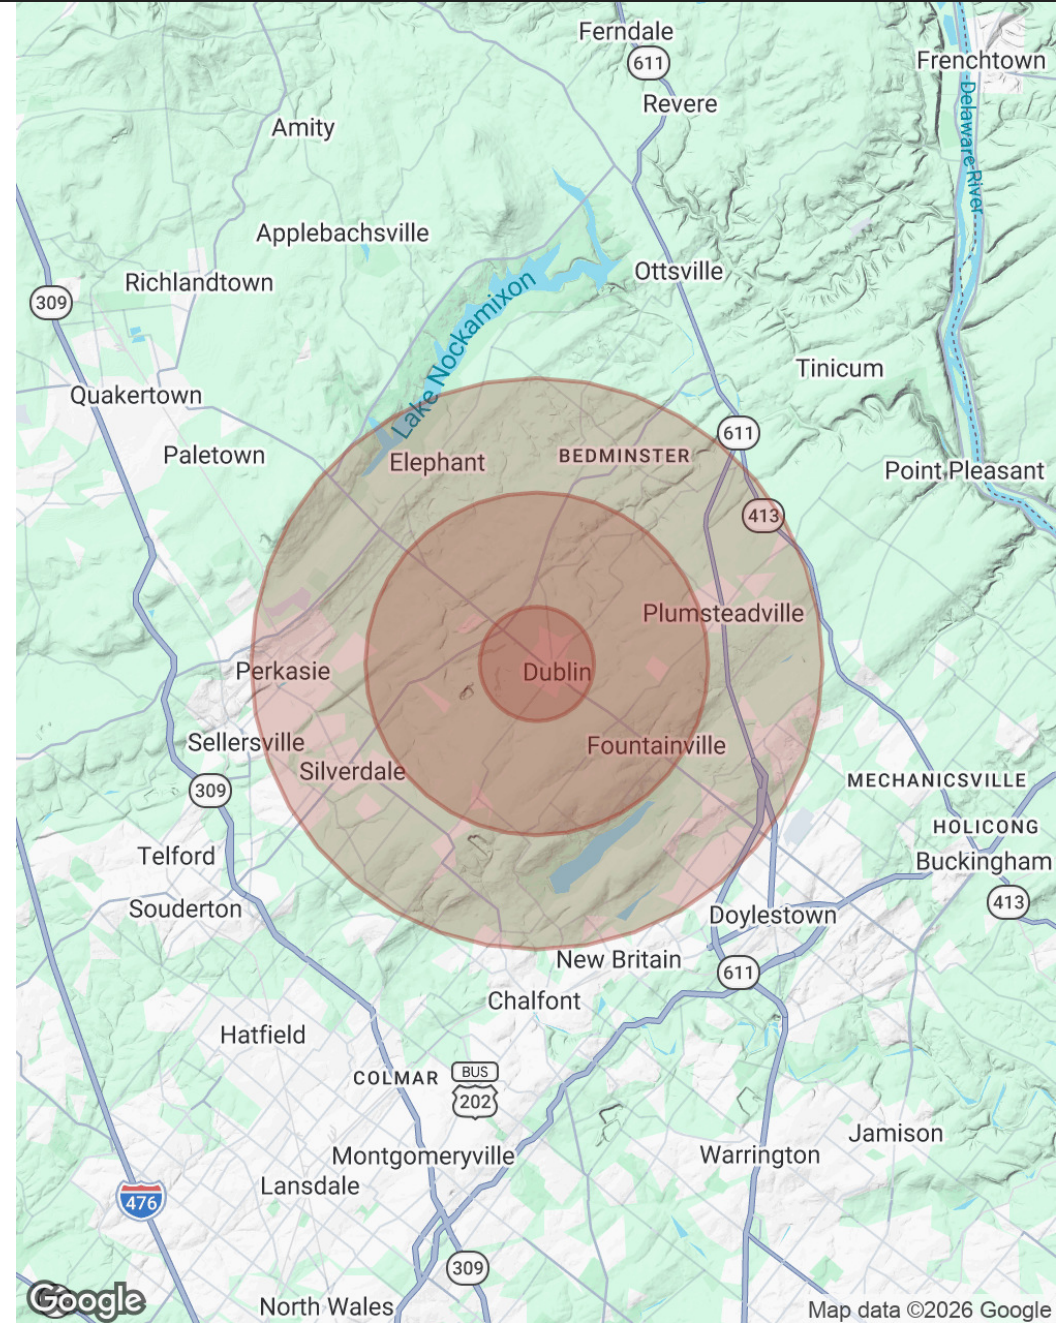 Ferndale
611
Frenchtown
Revere
Delaware River
Amity
Applebachsville
Ottsville
Richlandtown
309
Lake Nockamixon
Tinicum
Quakertown
611
Paletown
Elephant
BEDMINSTER
Point Pleasant
413
Plumsteadville
Perkasie
Dublin
Sellersville
Fountainville
Silverdale
MECHANICSVILLE
309
HOLICONG
Telford
Buckingham
413
Souderton
Doylestown
New Britain
611
Chalfont
Hatfield
COLMAR
BUS
202
Jamison
Montgomeryville
Warrington
Lansdale
476
309
North Wales
Google
Map data ©2026 Google